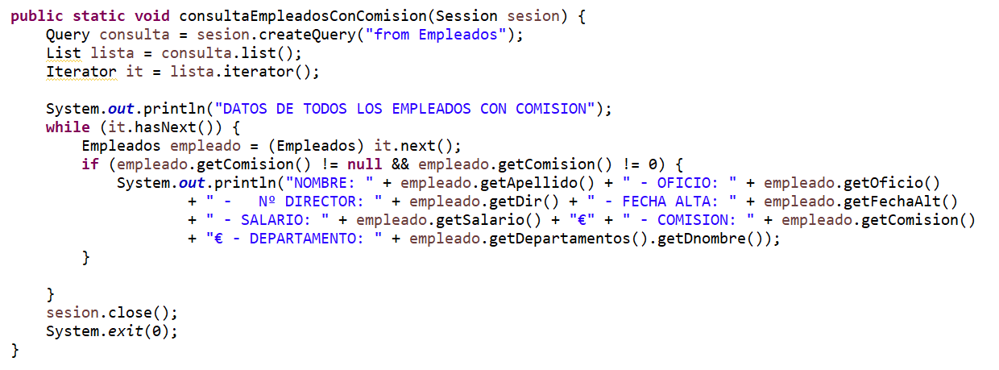 public static void consultaEmpleadosConComision(Session sesion) {
    Query consulta = sesion.createQuery("from Empleados");
    List lista = consulta.list();
    Iterator it = lista.iterator();

    System.out.println("DATOS DE TODOS LOS EMPLEADOS CON COMISION");
    while (it.hasNext()) {
        Empleados empleado = (Empleados) it.next();
        if (empleado.getComision() != null && empleado.getComision() != 0) {
            System.out.println("NOMBRE: " + empleado.getApellido() + " - OFICIO: " + empleado.getOficio()
                    + " -   Nº DIRECTOR: " + empleado.getDir() + " - FECHA ALTA: " + empleado.getFechaAlt()
                    + " - SALARIO: " + empleado.getSalario() + "€" + " - COMISION: " + empleado.getComision()
                    + "€ - DEPARTAMENTO: " + empleado.getDepartamentos().getDnombre());
        }

    }
    sesion.close();
    System.exit(0);
}